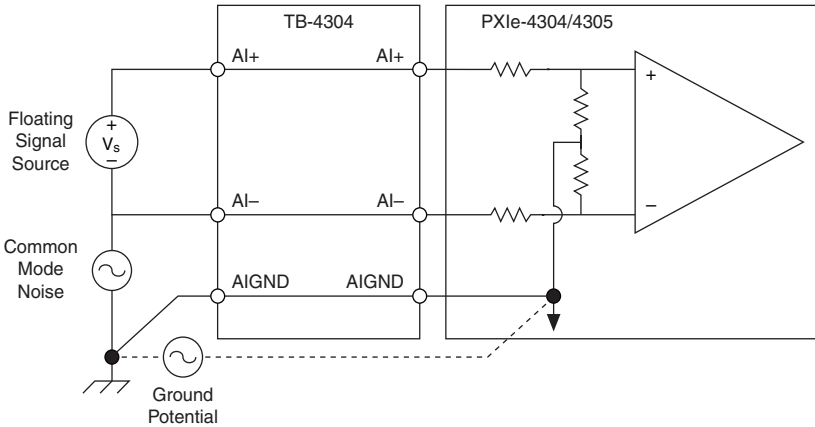 TB-4304
PXIe-4304/4305
AI+
AI+
+
Floating
Signal
Source
+
Vs
–
AI–
AI–
–
Common
Mode
Noise
AIGND
AIGND
Ground
Potential